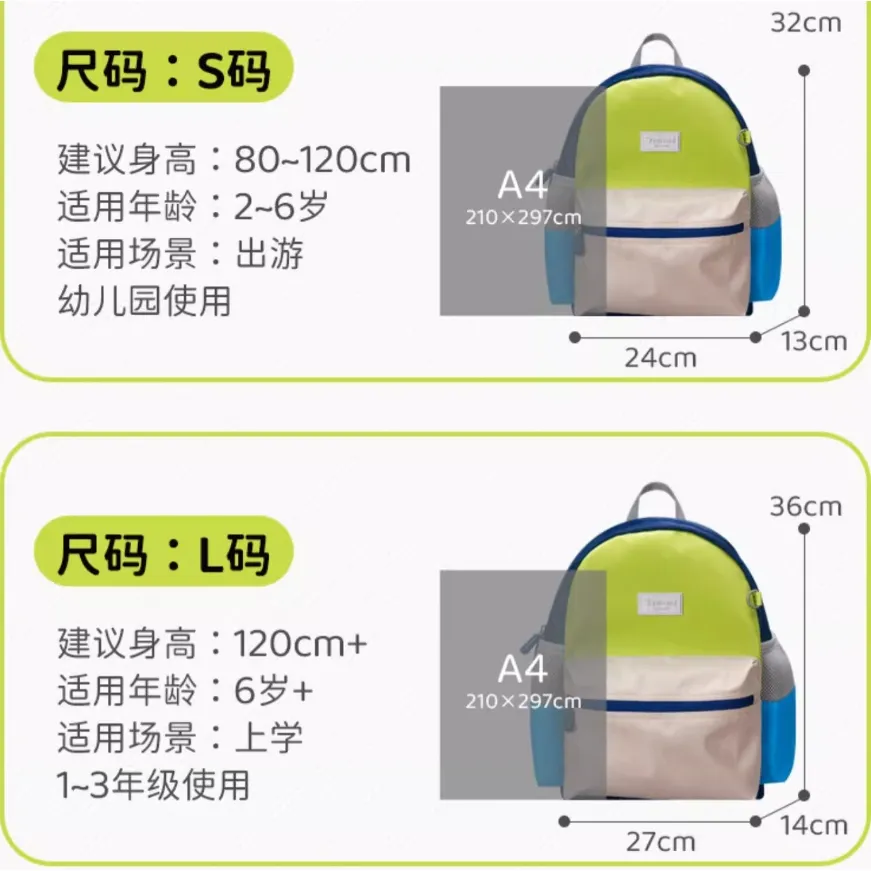 尺码：S码
32cm
建议身高：80~120cm
适用年龄：2~6岁
适用场景：出游
幼儿园使用
A4
210×297cm
13cm
24cm
尺码：L码
36cm
建议身高：120cm+
适用年龄：6岁+
适用场景：上学
1~3年级使用
A4
210×297cm
14cm
27cm